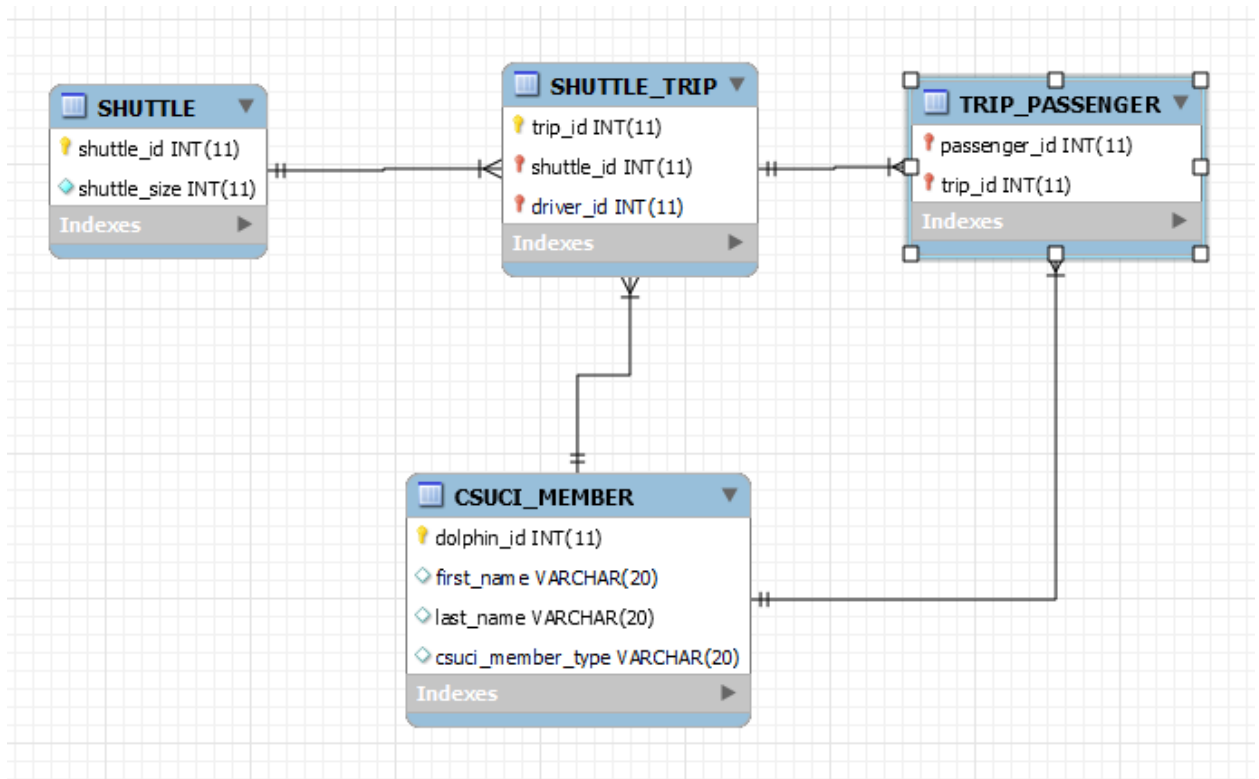 SHUTTLE
shuttle_id INT(11)
shuttle_size INT(11)
Indexes
SHUTTLE_TRIP
trip_id INT(11)
shuttle_id INT(11)
driver_id INT(11)
Indexes
TRIP_PASSENGER
passenger_id INT(11)
trip_id INT(11)
Indexes
CSUCI_MEMBER
dolphin_id INT(11)
first_name VARCHAR(20)
last_name VARCHAR(20)
csuci_member_type VARCHAR(20)
Indexes